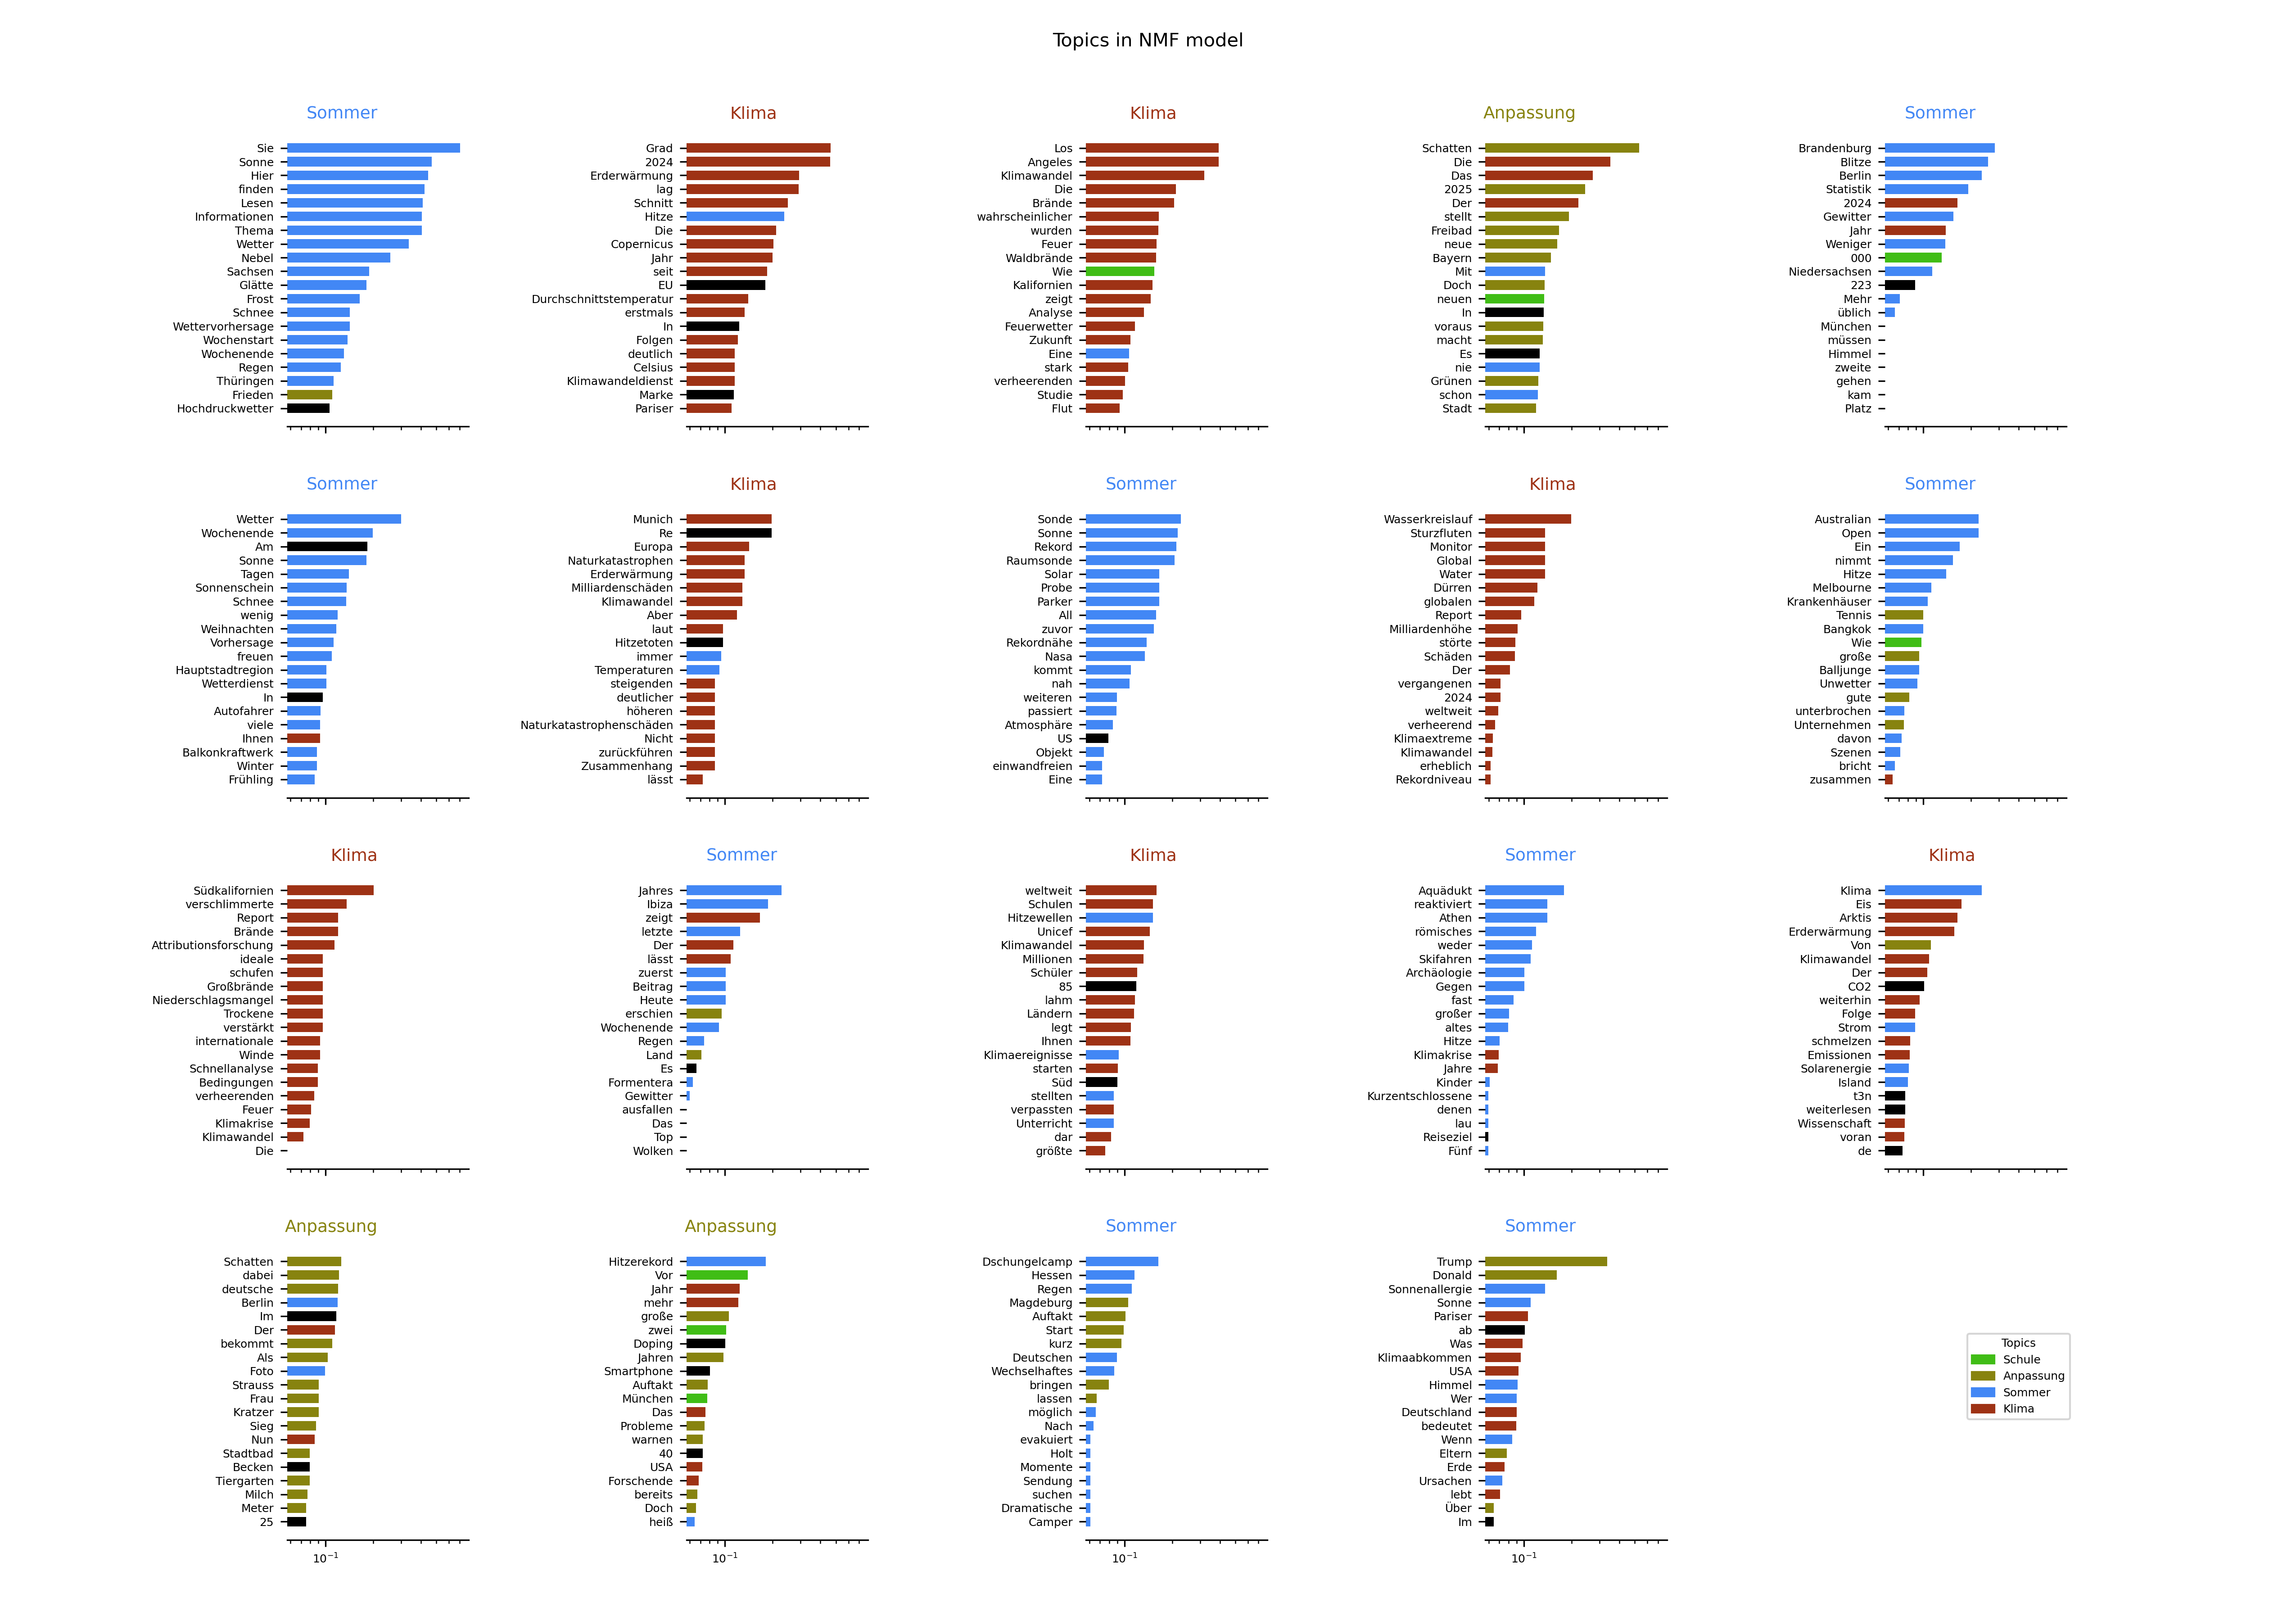 Topics in NMF model
Sommer
Sie
Sonne
Hier
finden
Lesen
Informationen
Thema
Wetter
Nebel
Sachsen
Glätte
Frost
Schnee
Wettervorhersage
Wochenstart
Wochenende
Regen
Thüringen
Frieden
Hochdruckwetter
Klima
Grad
2024
Erderwärmung
lag
Schnitt
Hitze
Die
Copernicus
Jahr
seit
EU
Durchschnittstemperatur
erstmals
In
Folgen
deutlich
Celsius
Klimawandeldienst
Marke
Pariser
Klima
Los
Angeles
Klimawandel
Die
Brände
wahrscheinlicher
wurden
Feuer
Waldbrände
Wie
Kalifornien
zeigt
Analyse
Feuerwetter
Zukunft
Eine
stark
verheerenden
Studie
Flut
Anpassung
Schatten
Die
Das
2025
Der
stellt
Freibad
neue
Bayern
Mit
Doch
neuen
In
voraus
macht
Es
nie
Grünen
schon
Stadt
Sommer
Brandenburg
Blitze
Berlin
Statistik
2024
Gewitter
Jahr
Weniger
000
Niedersachsen
223
Mehr
üblich
München
müssen
Himmel
zweite
gehen
kam
Platz
Sommer
Wetter
Wochenende
Am
Sonne
Tagen
Sonnenschein
Schnee
wenig
Weihnachten
Vorhersage
freuen
Hauptstadtregion
Wetterdienst
In
Autofahrer
viele
Ihnen
Balkonkraftwerk
Winter
Frühling
Klima
Munich
Re
Europa
Naturkatastrophen
Erderwärmung
Milliardenschäden
Klimawandel
Aber
laut
Hitzetoten
immer
Temperaturen
steigenden
deutlicher
höheren
Naturkatastrophenschäden
Nicht
zurückführen
Zusammenhang
lässt
Sommer
Sonde
Sonne
Rekord
Raumsonde
Solar
Probe
Parker
All
zuvor
Rekordnähe
Nasa
kommt
nah
weiteren
passiert
Atmosphäre
US
Objekt
einwandfreien
Eine
Klima
Wasserkreislauf
Sturzfluten
Monitor
Global
Water
Dürren
globalen
Report
Milliardenhöhe
störte
Schäden
Der
vergangenen
2024
weltweit
verheerend
Klimaextreme
Klimawandel
erheblich
Rekordniveau
Sommer
Australian
Open
Ein
nimmt
Hitze
Melbourne
Krankenhäuser
Tennis
Bangkok
Wie
große
Balljunge
Unwetter
gute
unterbrochen
Unternehmen
davon
Szenen
bricht
zusammen
Klima
Südkalifornien
verschlimmerte
Report
Brände
Attributionsforschung
ideale
schufen
Großbrände
Niederschlagsmangel
Trockene
verstärkt
internationale
Winde
Schnellanalyse
Bedingungen
verheerenden
Feuer
Klimakrise
Klimawandel
Die
Sommer
Jahres
Ibiza
zeigt
letzte
Der
lässt
zuerst
Beitrag
Heute
erschien
Wochenende
Regen
Land
Es
Formentera
Gewitter
ausfallen
Das
Top
Wolken
Klima
weltweit
Schulen
Hitzewellen
Unicef
Klimawandel
Millionen
Schüler
85
lahm
Ländern
legt
Ihnen
Klimaereignisse
starten
Süd
stellten
verpassten
Unterricht
dar
größte
Sommer
Aquädukt
reaktiviert
Athen
römisches
weder
Skifahren
Archäologie
Gegen
fast
großer
altes
Hitze
Klimakrise
Jahre
Kinder
Kurzentschlossene
denen
lau
Reiseziel
Fünf
Klima
Klima
Eis
Arktis
Erderwärmung
Von
Klimawandel
Der
CO2
weiterhin
Folge
Strom
schmelzen
Emissionen
Solarenergie
Island
t3n
weiterlesen
Wissenschaft
voran
de
Anpassung
Schatten
dabei
deutsche
Berlin
Im
Der
bekommt
Als
Foto
Strauss
Frau
Kratzer
Sieg
Nun
Stadtbad
Becken
Tiergarten
Milch
Meter
25
10⁻¹
Anpassung
Hitzerekord
Vor
Jahr
mehr
große
zwei
Doping
Jahren
Smartphone
Auftakt
München
Das
Probleme
warnen
40
USA
Forschende
bereits
Doch
heiß
10⁻¹
Sommer
Dschungelcamp
Hessen
Regen
Magdeburg
Auftakt
Start
kurz
Deutschen
Wechselhaftes
bringen
lassen
möglich
Nach
evakuiert
Holt
Momente
Sendung
suchen
Dramatische
Camper
10⁻¹
Sommer
Trump
Donald
Sonnenallergie
Sonne
Pariser
ab
Was
Klimaabkommen
USA
Himmel
Wer
Deutschland
bedeutet
Wenn
Eltern
Erde
Ursachen
lebt
Über
Im
10⁻¹
Topics
Schule
Anpassung
Sommer
Klima